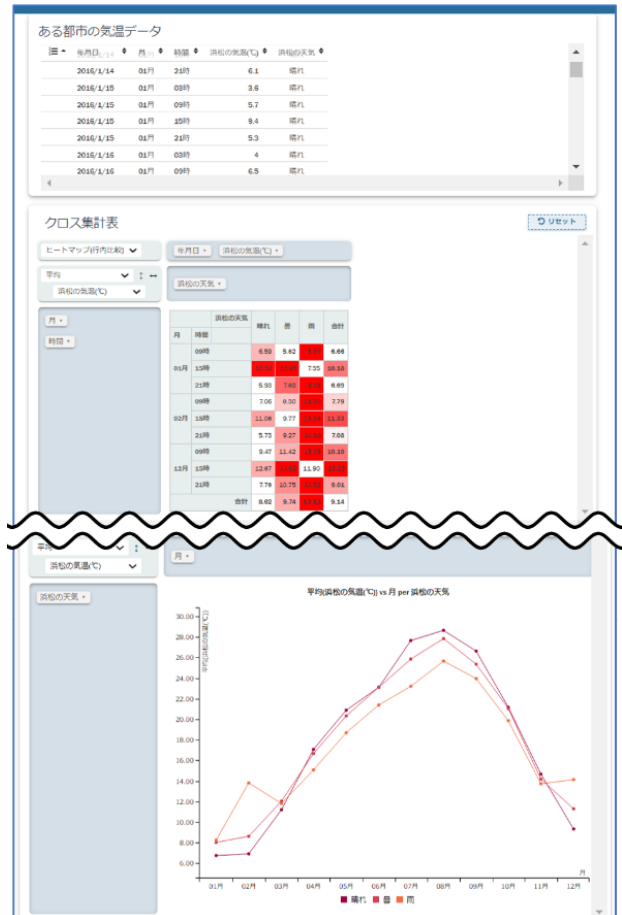 ある都市の気温データ
年月日 月 時間 浜松の気温(℃) 浜松の天気
2016/1/14 01月 21時 6.1 晴れ
2016/1/15 01月 03時 3.6 晴れ
2016/1/15 01月 09時 5.7 晴れ
2016/1/15 01月 15時 9.4 晴れ
2016/1/15 01月 21時 5.3 晴れ
2016/1/16 01月 03時 4 晴れ
2016/1/16 01月 09時 6.5 晴れ
クロス集計表
リセット
ヒートマップ(行内比較)
年月日 浜松の気温(℃)
平均
浜松の気温(℃)
浜松の天気
月
時間
浜松の天気 晴れ 曇 雨 合計
月 時間
09時 6.59 5.62 6.66
01月 15時 7.55 10.18
21時 5.93 7.60 6.69
09時 7.06 9.30 7.79
02月 15時 11.06 9.77 11.33
21時 5.73 9.27 7.08
09時 9.47 11.42 10.10
12月 15時 12.67 11.90
21時 7.79 10.75 9.01
合計 8.62 9.74 9.14
平均
浜松の気温(℃)
月
浜松の天気
平均(浜松の気温(℃)) vs 月 per 浜松の天気
平均(浜松の気温(℃))
30.00
28.00
26.00
24.00
22.00
20.00
18.00
16.00
14.00
12.00
10.00
8.00
6.00
月
01月 02月 03月 04月 05月 06月 07月 08月 09月 10月 11月 12月
晴れ 曇 雨